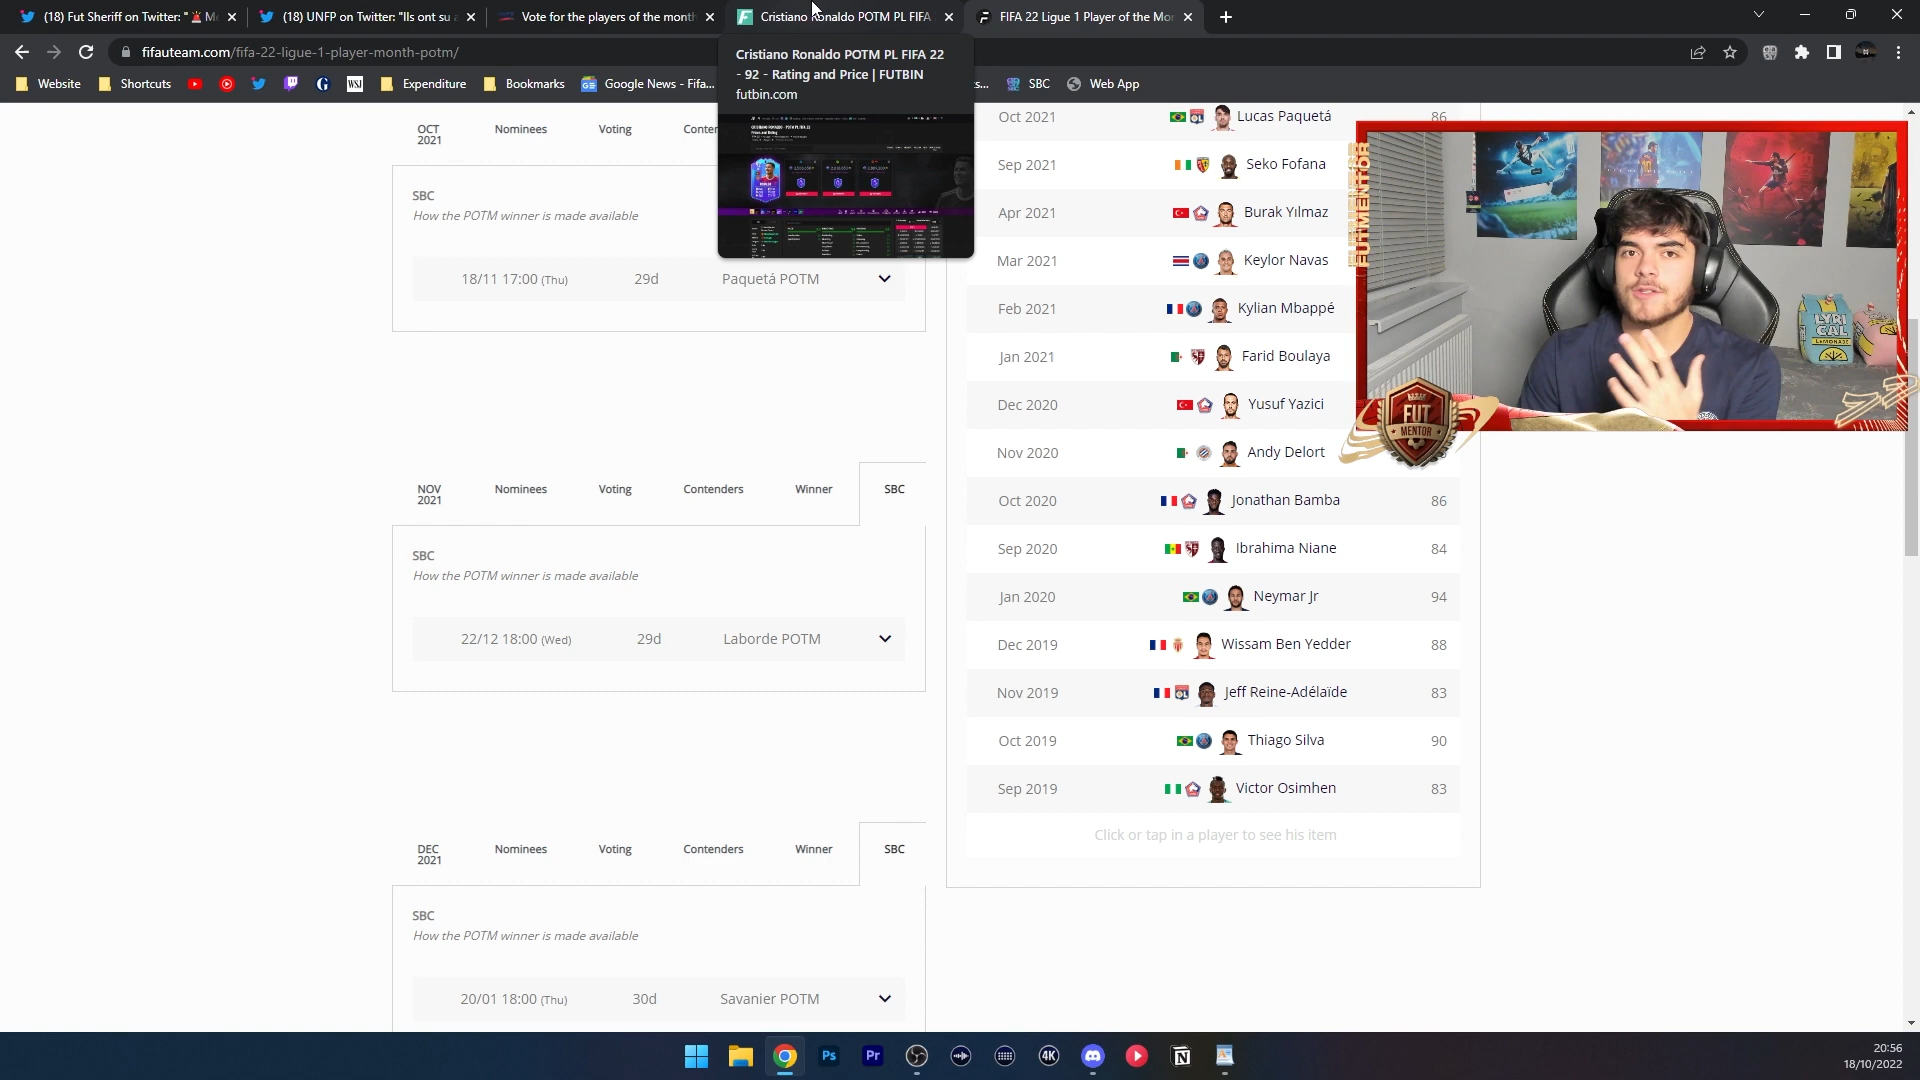 (18) Fut Sheriff on Twitter: "
(18) UNFP on Twitter: "Ils ont su
Vote for the players of the month
Cristiano Ronaldo POTM PL FIFA
FIFA 22 Ligue 1 Player of the Mo
fifauteam.com/fifa-22-ligue-1-player-month-potm/
Cristiano Ronaldo POTM PL FIFA 22
- 92 - Rating and Price | FUTBIN
futbin.com
Website
Shortcuts
G
WSJ
Expenditure
Bookmarks
Google News - Fifa...
SBC
Web App
OCT
2021
Nominees
Voting
SBC
How the POTM winner is made available
18/11 17:00 (Thu)
29d
Paquetá POTM
NOV
2021
Nominees
Voting
Contenders
Winner
SBC
SBC
How the POTM winner is made available
22/12 18:00 (Wed)
29d
Laborde POTM
DEC
2021
Nominees
Voting
Contenders
Winner
SBC
SBC
How the POTM winner is made available
20/01 18:00 (Thu)
30d
Savanier POTM
Oct 2021 Lucas Paquetá 86
Sep 2021 Seko Fofana
Apr 2021 Burak Yılmaz
Mar 2021 Keylor Navas
Feb 2021 Kylian Mbappé
Jan 2021 Farid Boulaya
Dec 2020 Yusuf Yazici
Nov 2020 Andy Delort
Oct 2020 Jonathan Bamba 86
Sep 2020 Ibrahima Niane 84
Jan 2020 Neymar Jr 94
Dec 2019 Wissam Ben Yedder 88
Nov 2019 Jeff Reine-Adélaïde 83
Oct 2019 Thiago Silva 90
Sep 2019 Victor Osimhen 83
Click or tap in a player to see his item
FUTMENTOR
LYRI
CAL
LEMONADE
FUT
MENTOR
Ps
Pr
4K
N
20:56
18/10/2022